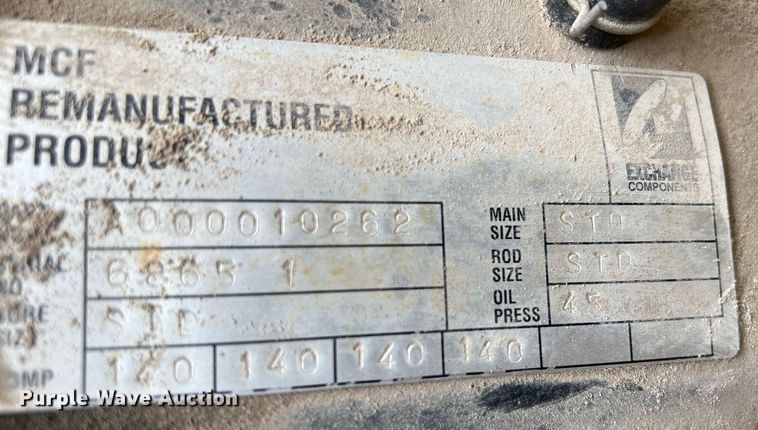 MCF
REMANUFACTURED
PRODUCT
EXCHANGE
COMPONENTS
A000010262
MAIN SIZE STD
6865 1
ROD SIZE STD
STD
OIL PRESS 45
140 140 140 140
Purple Wave Auction